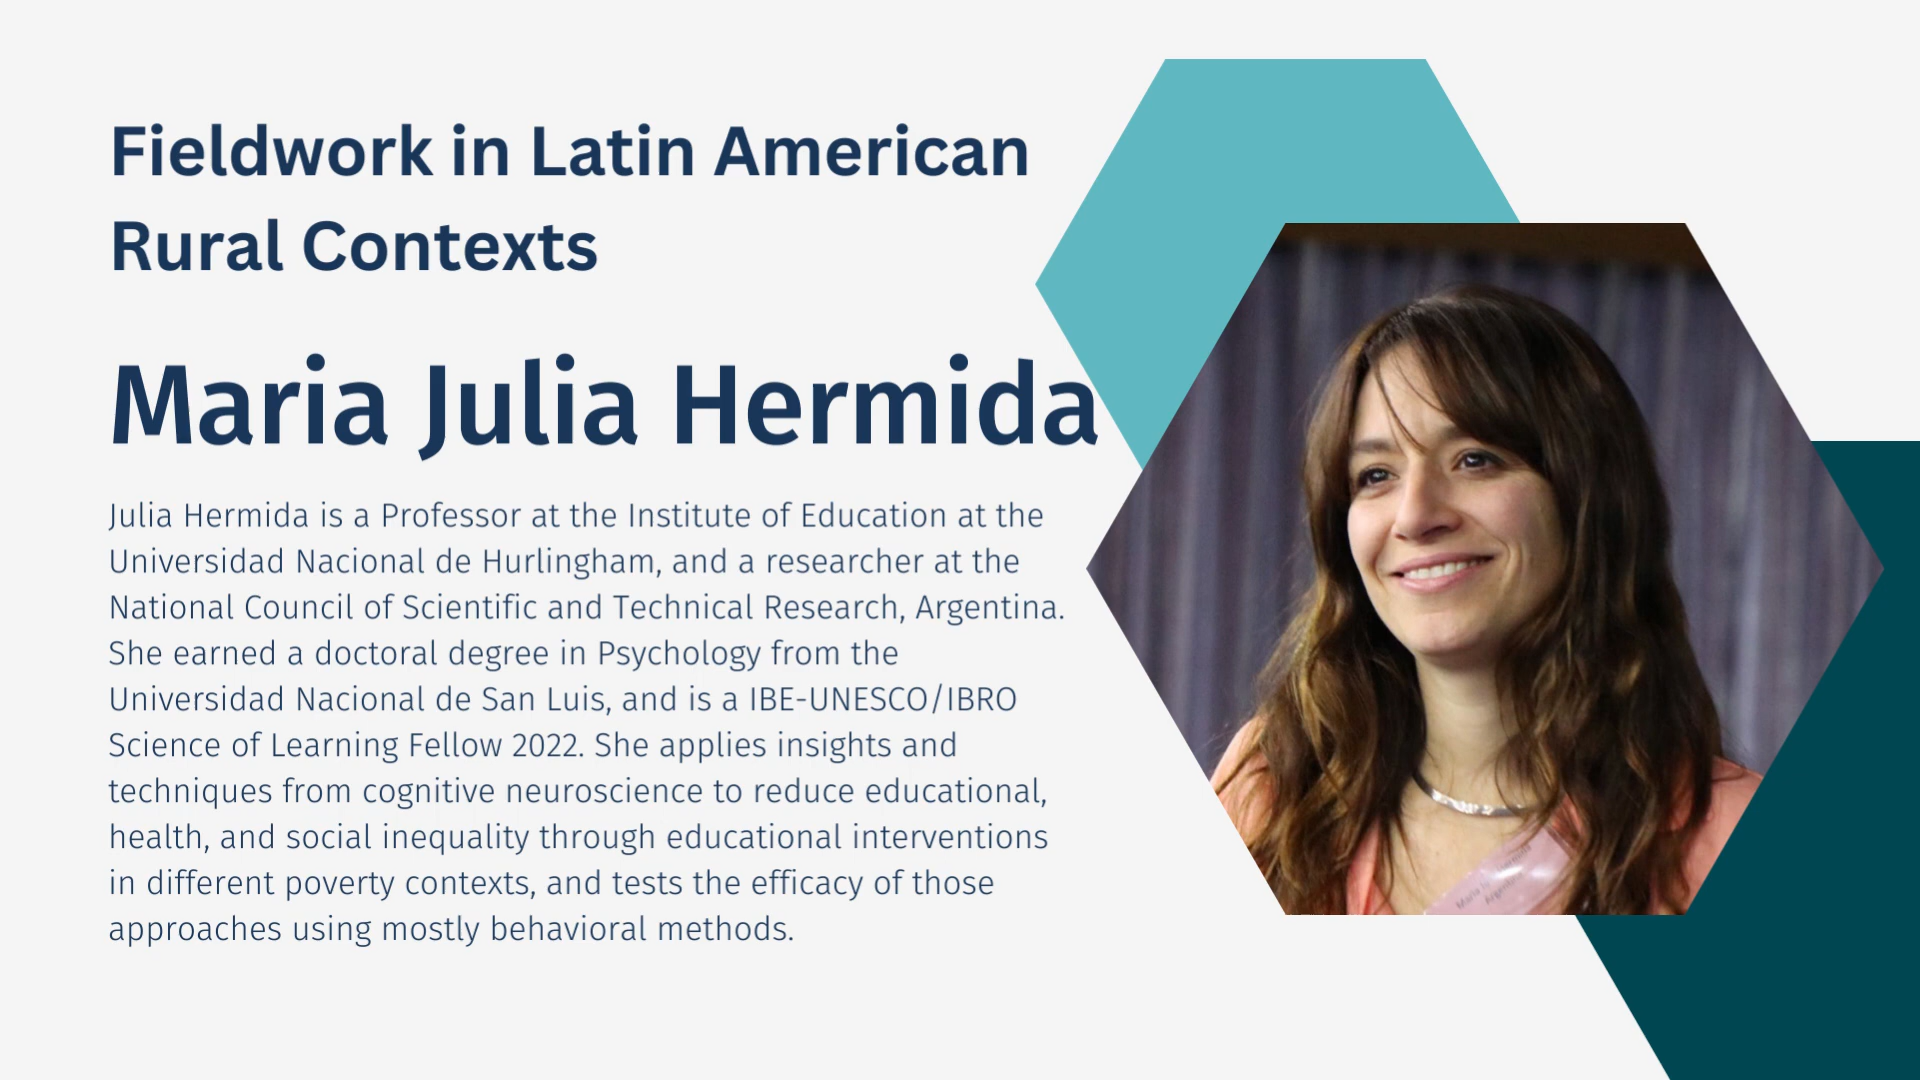 Fieldwork in Latin American
Rural Contexts
Maria Julia Hermida
Julia Hermida is a Professor at the Institute of Education at the
Universidad Nacional de Hurlingham, and a researcher at the
National Council of Scientific and Technical Research, Argentina.
She earned a doctoral degree in Psychology from the
Universidad Nacional de San Luis, and is a IBE-UNESCO/IBRO
Science of Learning Fellow 2022. She applies insights and
techniques from cognitive neuroscience to reduce educational,
health, and social inequality through educational interventions
in different poverty contexts, and tests the efficacy of those
approaches using mostly behavioral methods.